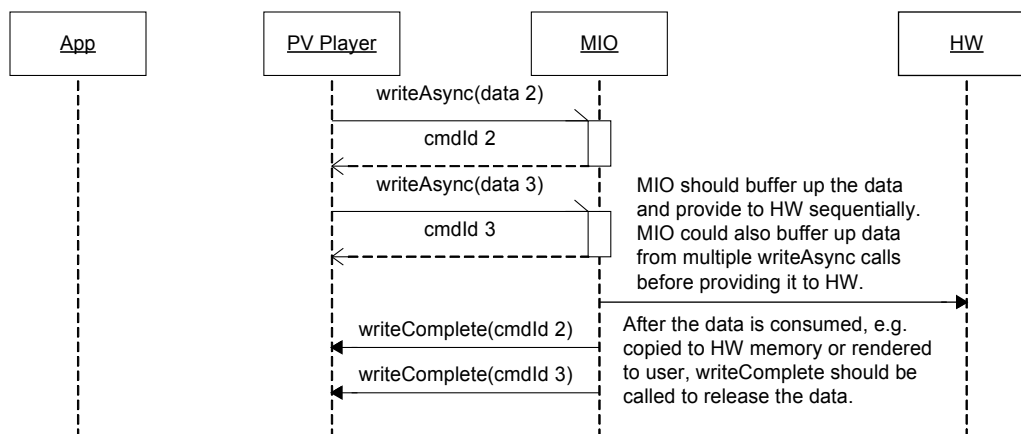 App
PV Player
MIO
HW
writeAsync(data 2)
cmdId 2
writeAsync(data 3)
cmdId 3
MIO should buffer up the data
and provide to HW sequentially.
MIO could also buffer up data
from multiple writeAsync calls
before providing it to HW.
writeComplete(cmdId 2)
writeComplete(cmdId 3)
After the data is consumed, e.g.
copied to HW memory or rendered
to user, writeComplete should be
called to release the data.